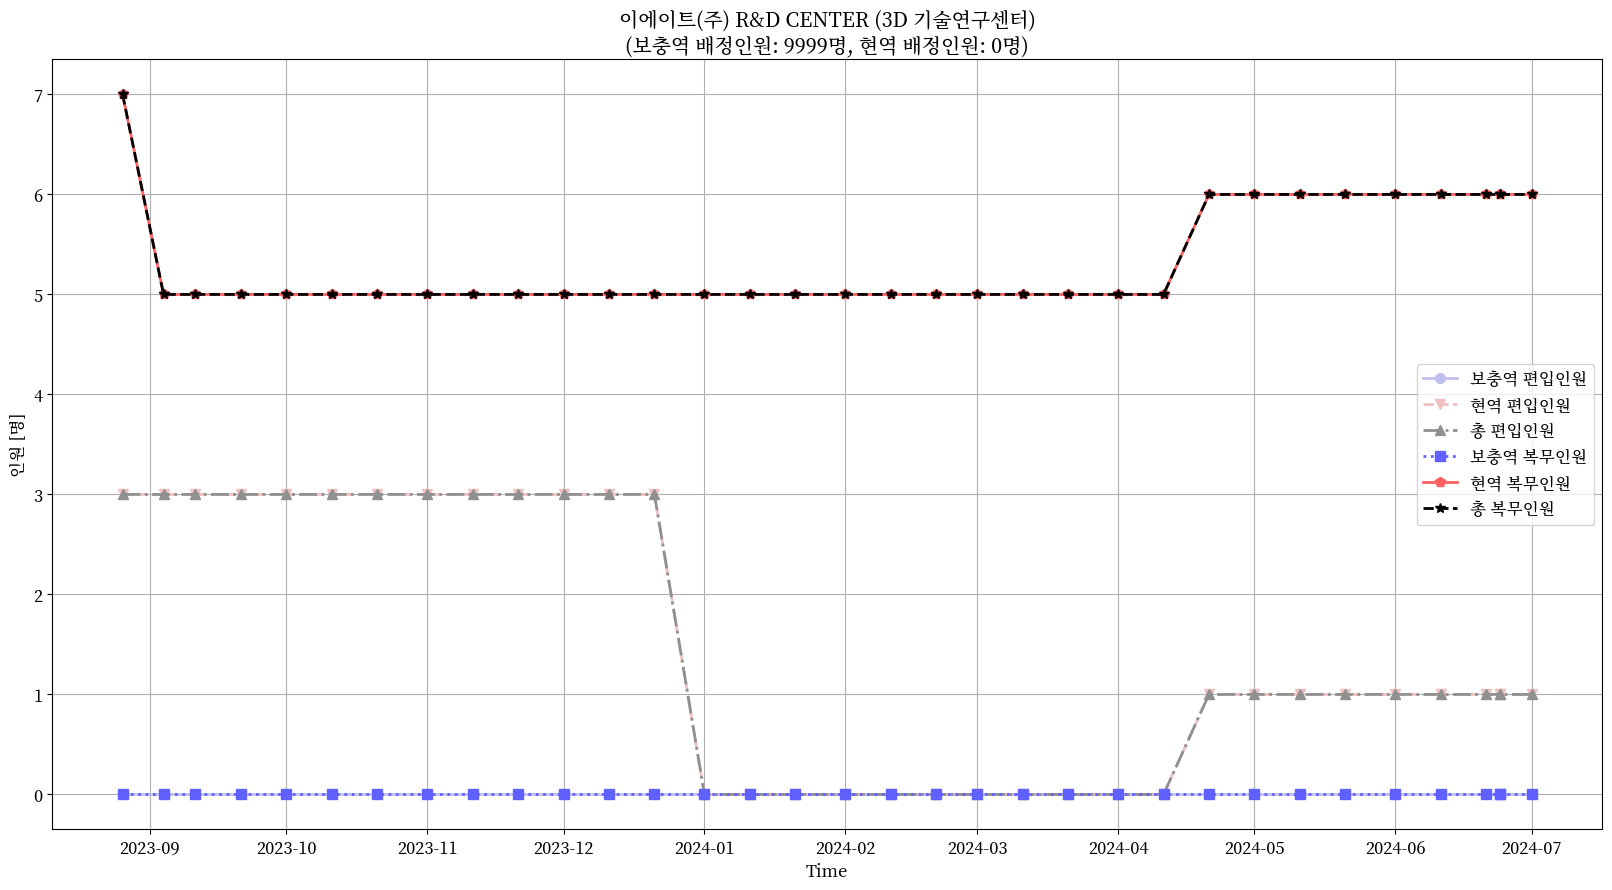 이에이트(주) R&D CENTER (3D 기술연구센터)
(보충역 배정인원: 9999명, 현역 배정인원: 0명)
7
6
5
4
3
2
1
0
인원 [명]
보충역 편입인원
현역 편입인원
총 편입인원
보충역 복무인원
현역 복무인원
총 복무인원
2023-09 2023-10 2023-11 2023-12 2024-01 2024-02 2024-03 2024-04 2024-05 2024-06 2024-07
Time